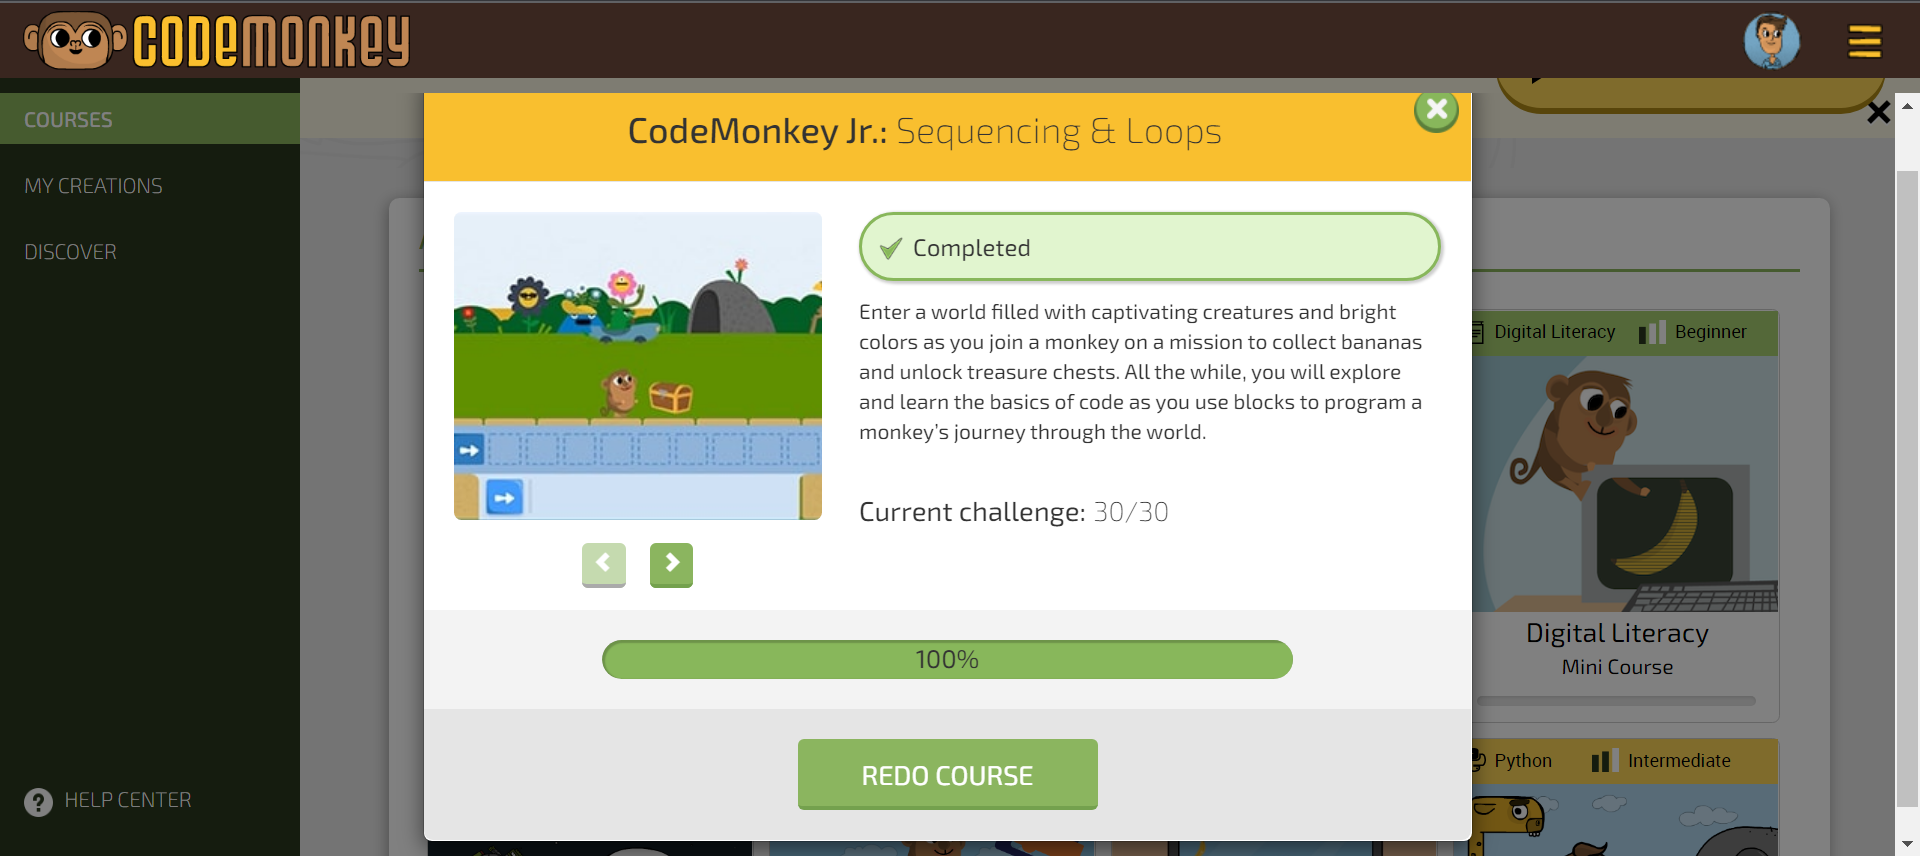 CODEMONKEY
COURSES
MY CREATIONS
DISCOVER
HELP CENTER
CodeMonkey Jr.: Sequencing & Loops
Completed
Enter a world filled with captivating creatures and bright
colors as you join a monkey on a mission to collect bananas
and unlock treasure chests. All the while, you will explore
and learn the basics of code as you use blocks to program a
monkey’s journey through the world.
Current challenge: 30/30
100%
REDO COURSE
Digital Literacy Beginner
Digital Literacy
Mini Course
Python Intermediate